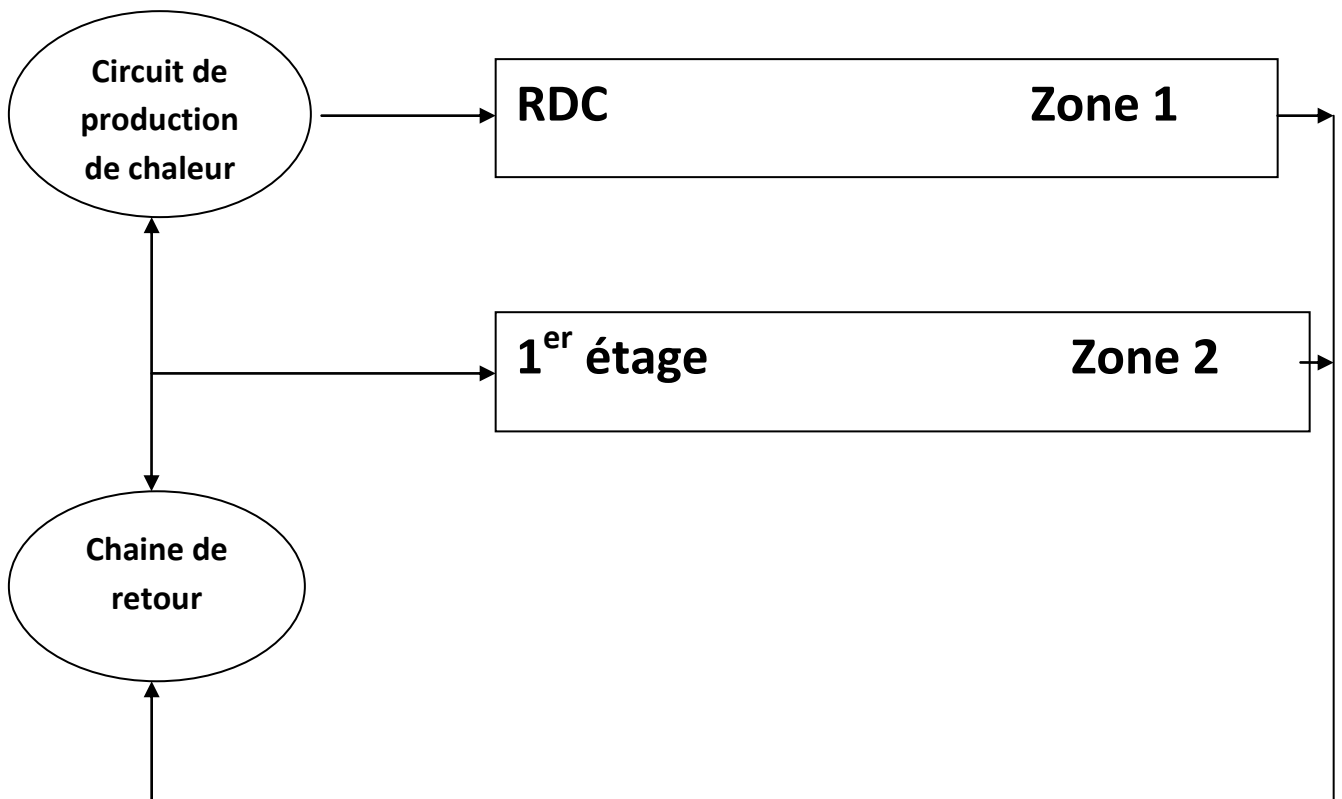 Circuit de
production
de chaleur
RDC Zone 1
1er étage Zone 2
Chaine de
retour